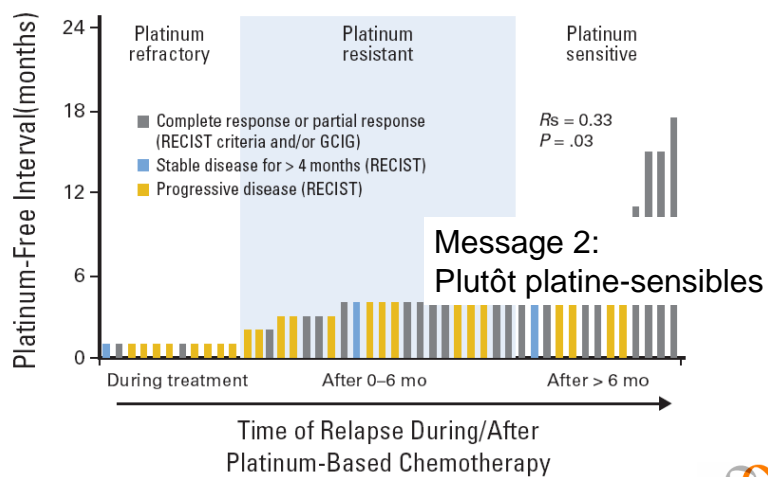 Platinum-Free Interval(months)
24
18
12
6
0
Platinum
refractory
Platinum
resistant
Platinum
sensitive
Complete response or partial response
(RECIST criteria and/or GCIG)
Stable disease for > 4 months (RECIST)
Progressive disease (RECIST)
Rs = 0.33
P = .03
Message 2:
Plutôt platine-sensibles
During treatment
After 0–6 mo
After > 6 mo
Time of Relapse During/After
Platinum-Based Chemotherapy